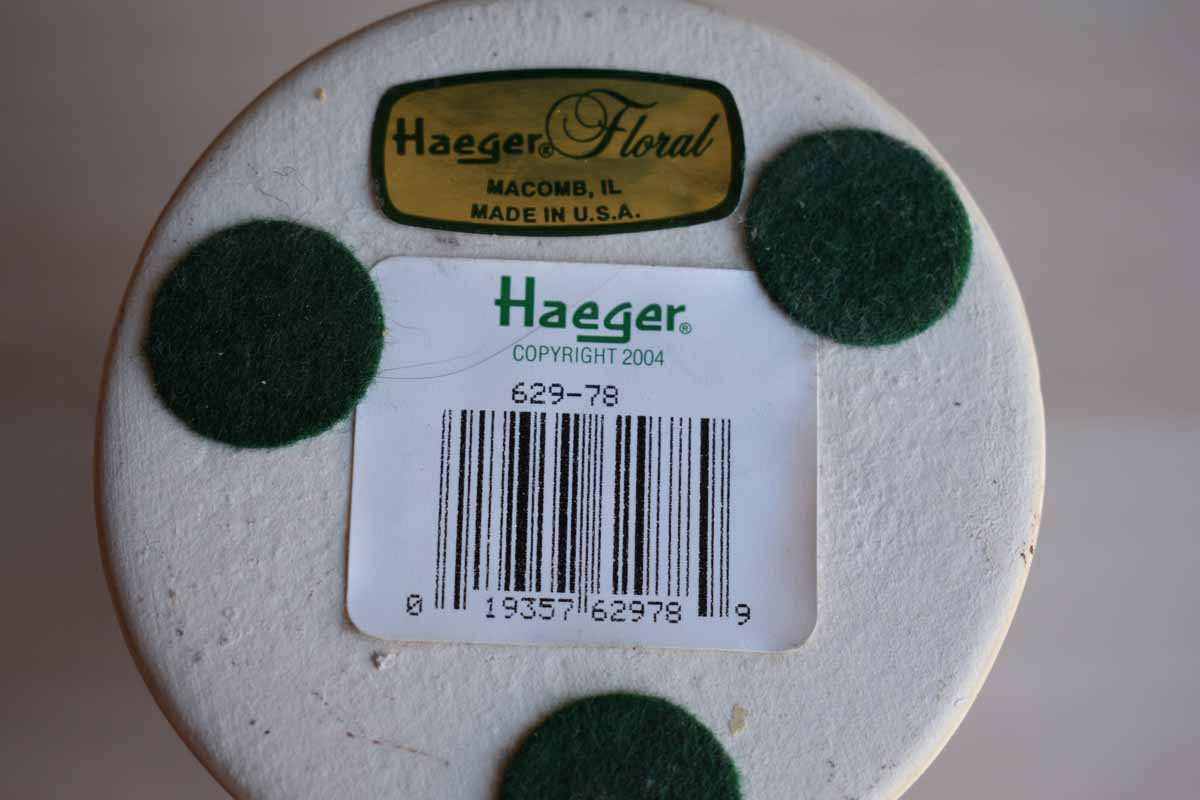 Haeger® Floral
MACOMB, IL
MADE IN U.S.A.
Haeger®
COPYRIGHT 2004
629-78
0 19357 62978 9